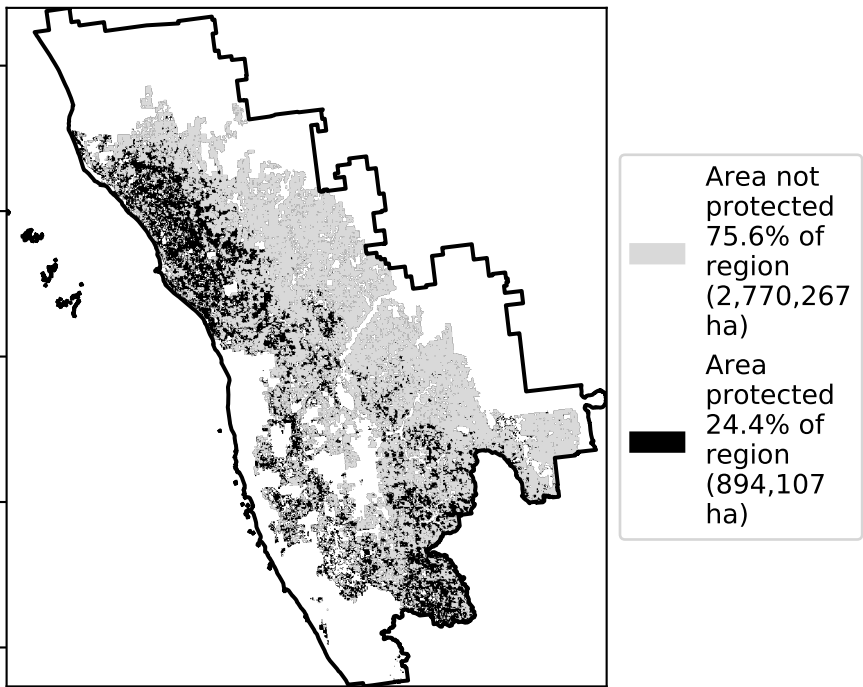 Area not
protected
75.6% of
region
(2,770,267
ha)
Area
protected
24.4% of
region
(894,107
ha)